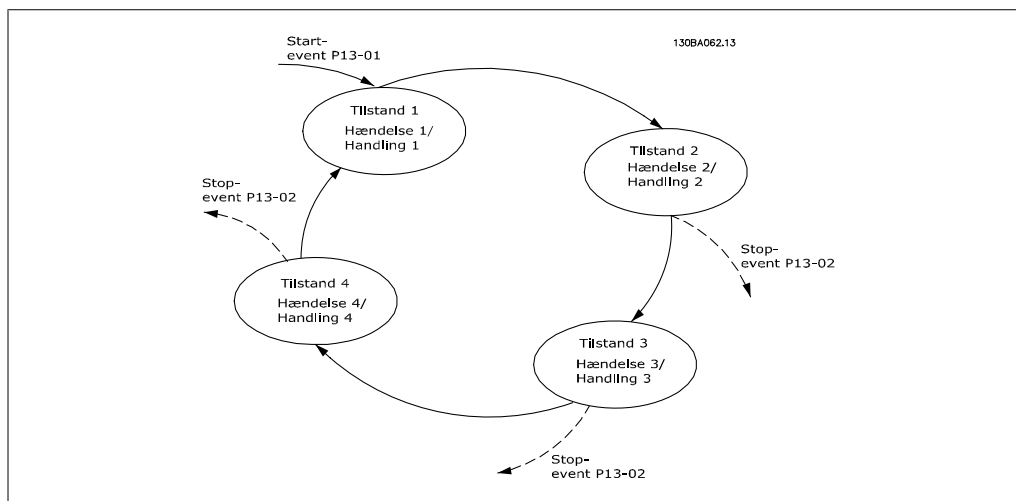 130BA062.13
Start-
event P13-01
Tilstand 1
Hændelse 1/
Handling 1
Tilstand 2
Hændelse 2/
Handling 2
Stop-
event P13-02
Stop-
event P13-02
Tilstand 4
Hændelse 4/
Handling 4
Tilstand 3
Hændelse 3/
Handling 3
Stop-
event P13-02